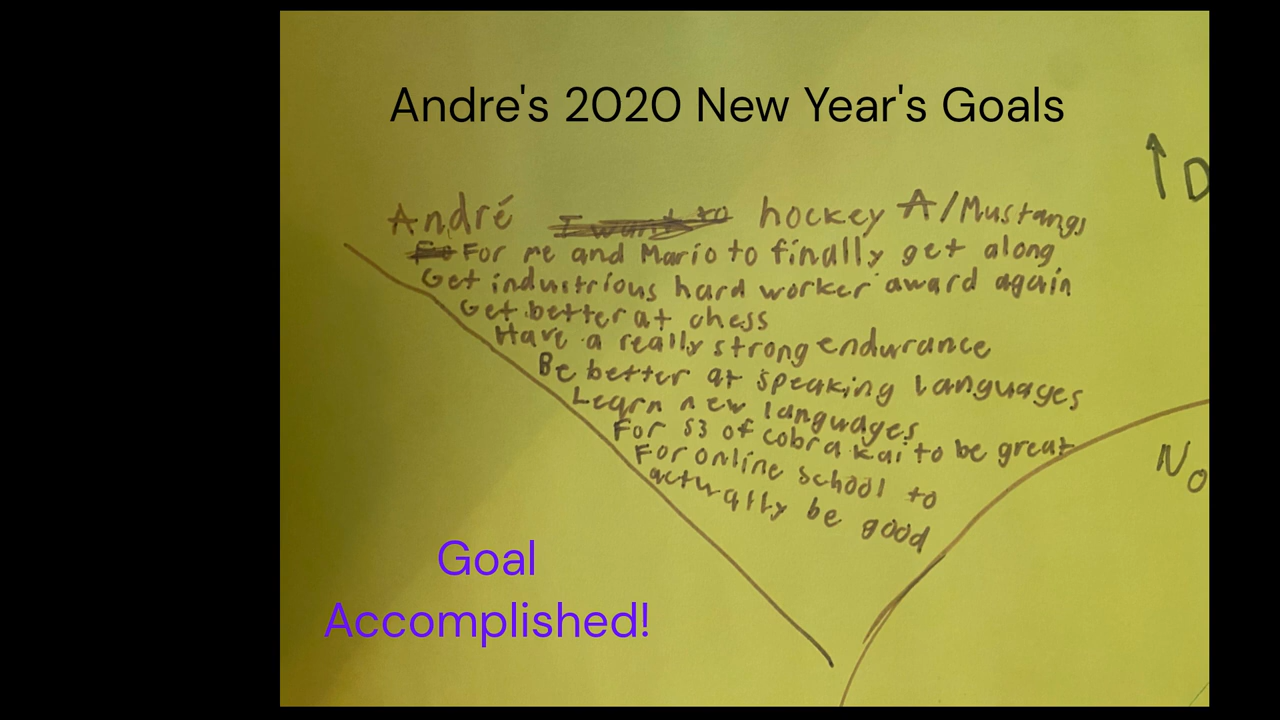 Andre's 2020 New Year's Goals
↑ D
André I want to hockey A/Mustangs
Fo For me and Mario to finally get along
Get industrious hard worker award again
Get better at chess
Have a really strong endurance
Be better at speaking languages
Learn new languages
For S3 of cobra kai to be great
For online school to
actually be good
No
Goal
Accomplished!